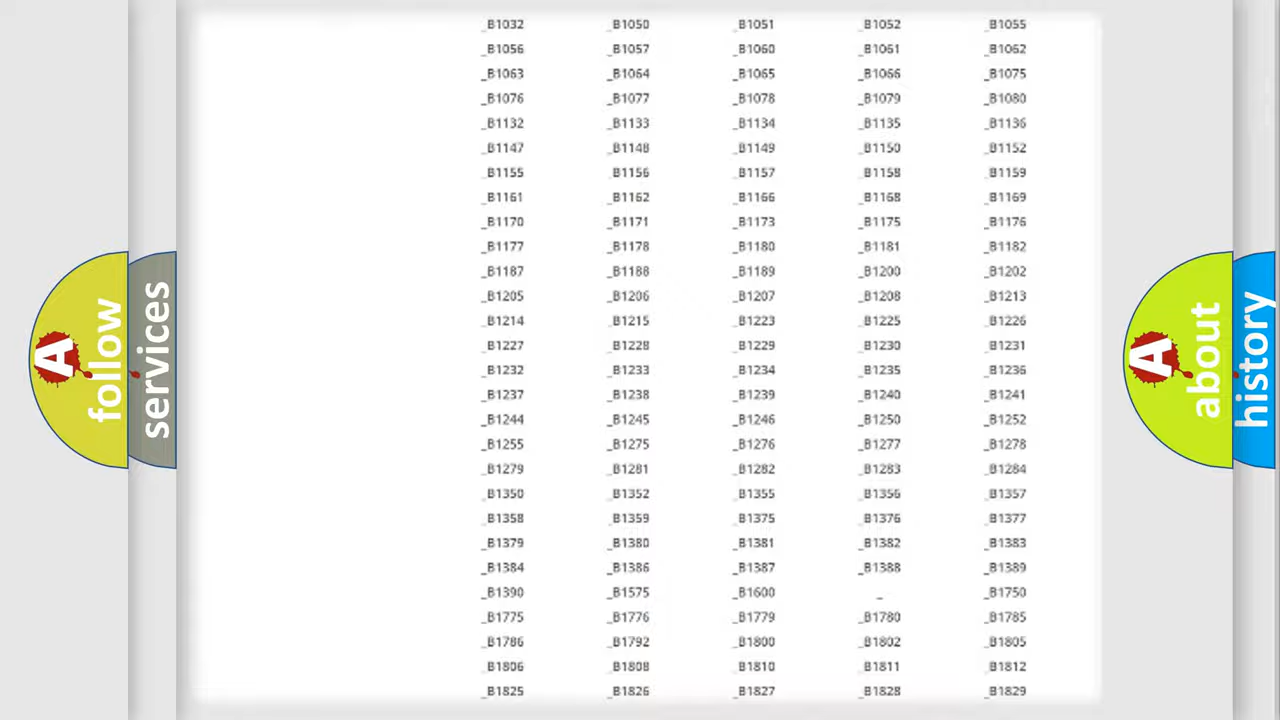 _B1032 _B1050 _B1051 _B1052 _B1055
_B1056 _B1057 _B1060 _B1061 _B1062
_B1063 _B1064 _B1065 _B1066 _B1075
_B1076 _B1077 _B1078 _B1079 _B1080
_B1132 _B1133 _B1134 _B1135 _B1136
_B1147 _B1148 _B1149 _B1150 _B1152
_B1155 _B1156 _B1157 _B1158 _B1159
_B1161 _B1162 _B1166 _B1168 _B1169
_B1170 _B1171 _B1173 _B1175 _B1176
_B1177 _B1178 _B1180 _B1181 _B1182
_B1187 _B1188 _B1189 _B1200 _B1202
_B1205 _B1206 _B1207 _B1208 _B1213
_B1214 _B1215 _B1223 _B1225 _B1226
_B1227 _B1228 _B1229 _B1230 _B1231
_B1232 _B1233 _B1234 _B1235 _B1236
_B1237 _B1238 _B1239 _B1240 _B1241
_B1244 _B1245 _B1246 _B1250 _B1252
_B1255 _B1275 _B1276 _B1277 _B1278
_B1279 _B1281 _B1282 _B1283 _B1284
_B1350 _B1352 _B1355 _B1356 _B1357
_B1358 _B1359 _B1375 _B1376 _B1377
_B1379 _B1380 _B1381 _B1382 _B1383
_B1384 _B1386 _B1387 _B1388 _B1389
_B1390 _B1575 _B1600 _ _B1750
_B1775 _B1776 _B1779 _B1780 _B1785
_B1786 _B1792 _B1800 _B1802 _B1805
_B1806 _B1808 _B1810 _B1811 _B1812
_B1825 _B1826 _B1827 _B1828 _B1829
A
follow
services
A
about
history